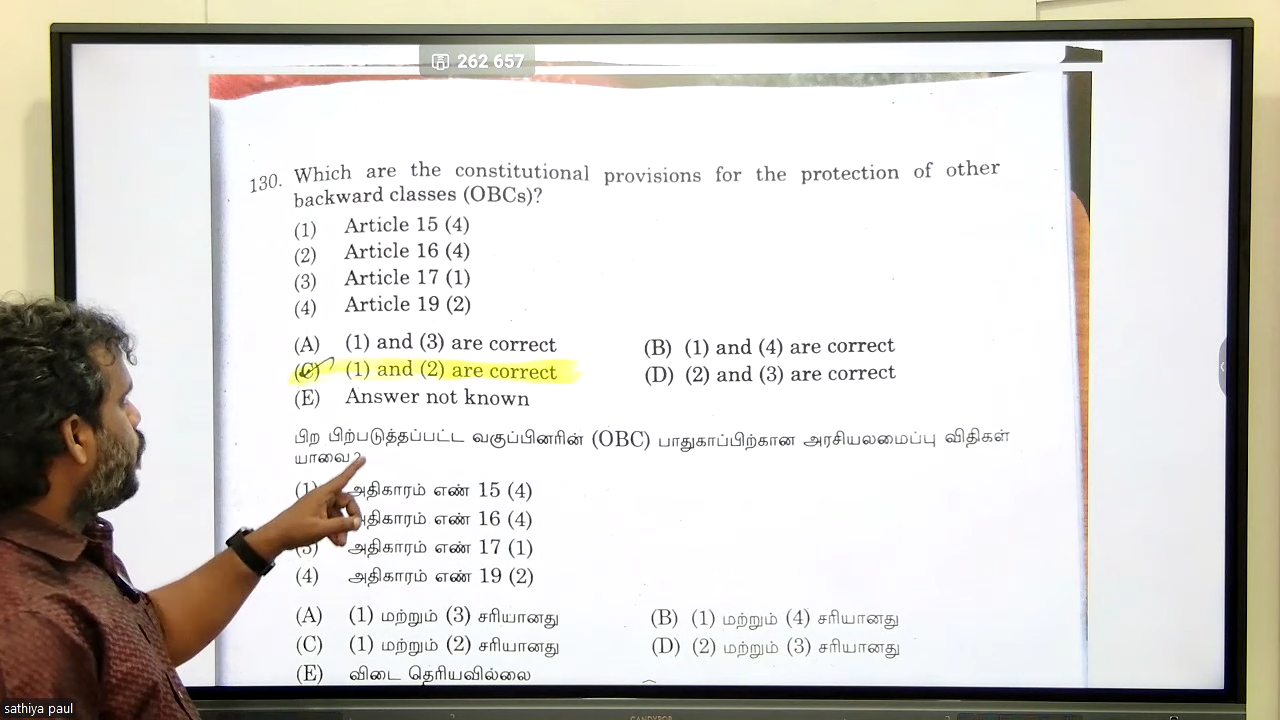 262 657
130. Which are the constitutional provisions for the protection of other
backward classes (OBCs)?
(1) Article 15 (4)
(2) Article 16 (4)
(3) Article 17 (1)
(4) Article 19 (2)
(A) (1) and (3) are correct (B) (1) and (4) are correct
(C) (1) and (2) are correct (D) (2) and (3) are correct
(E) Answer not known
பிற பிற்படுத்தப்பட்ட வகுப்பினரின் (OBC) பாதுகாப்பிற்கான அரசியலமைப்பு விதிகள்
யாவை?
(1) அதிகாரம் எண் 15 (4)
அதிகாரம் எண் 16 (4)
(3) அதிகாரம் எண் 17 (1)
(4) அதிகாரம் எண் 19 (2)
(A) (1) மற்றும் (3) சரியானது (B) (1) மற்றும் (4) சரியானது
(C) (1) மற்றும் (2) சரியானது (D) (2) மற்றும் (3) சரியானது
(E) விடை தெரியவில்லை
sathiya paul